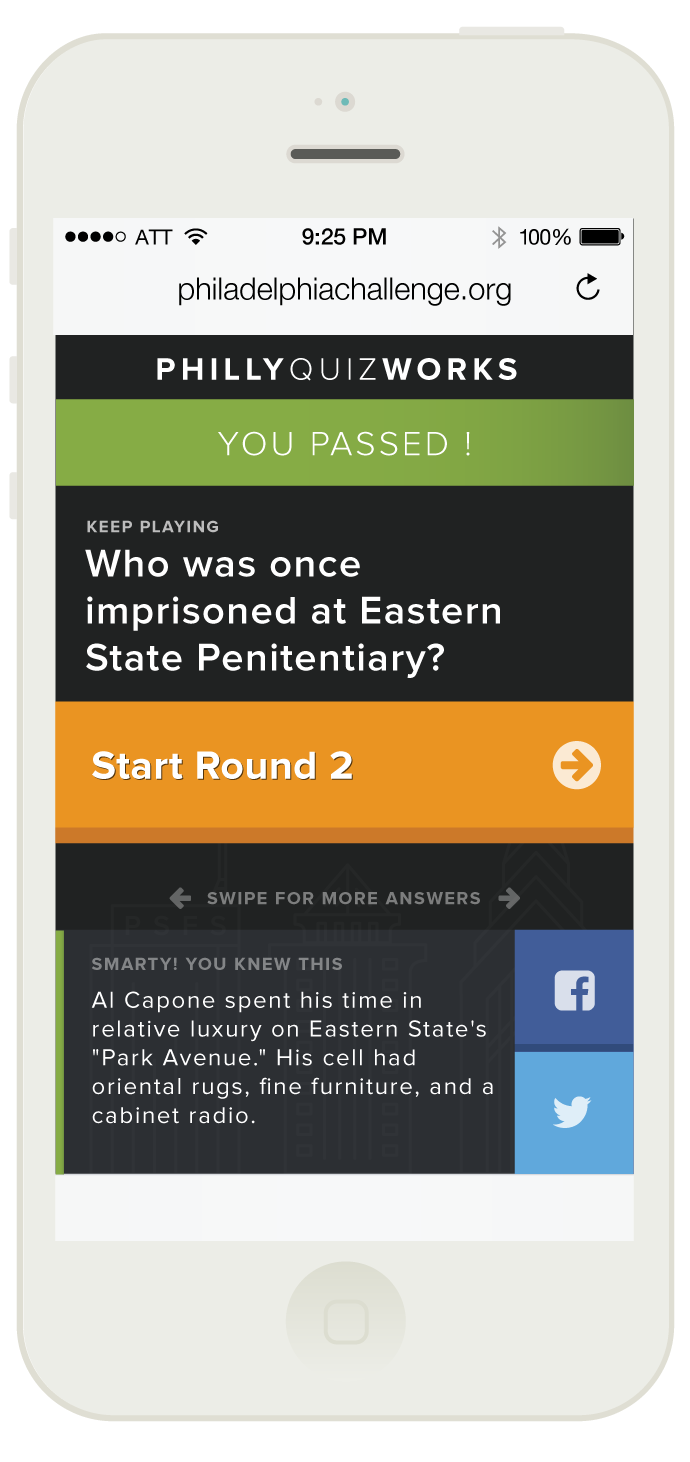 ATT 9:25 PM 100%
philadelphiachallenge.org
PHILLYQUIZWORKS
YOU PASSED !
KEEP PLAYING
Who was once
imprisoned at Eastern
State Penitentiary?
Start Round 2
SWIPE FOR MORE ANSWERS
PSFS
SMARTY! YOU KNEW THIS
Al Capone spent his time in
relative luxury on Eastern State's
"Park Avenue." His cell had
oriental rugs, fine furniture, and a
cabinet radio.